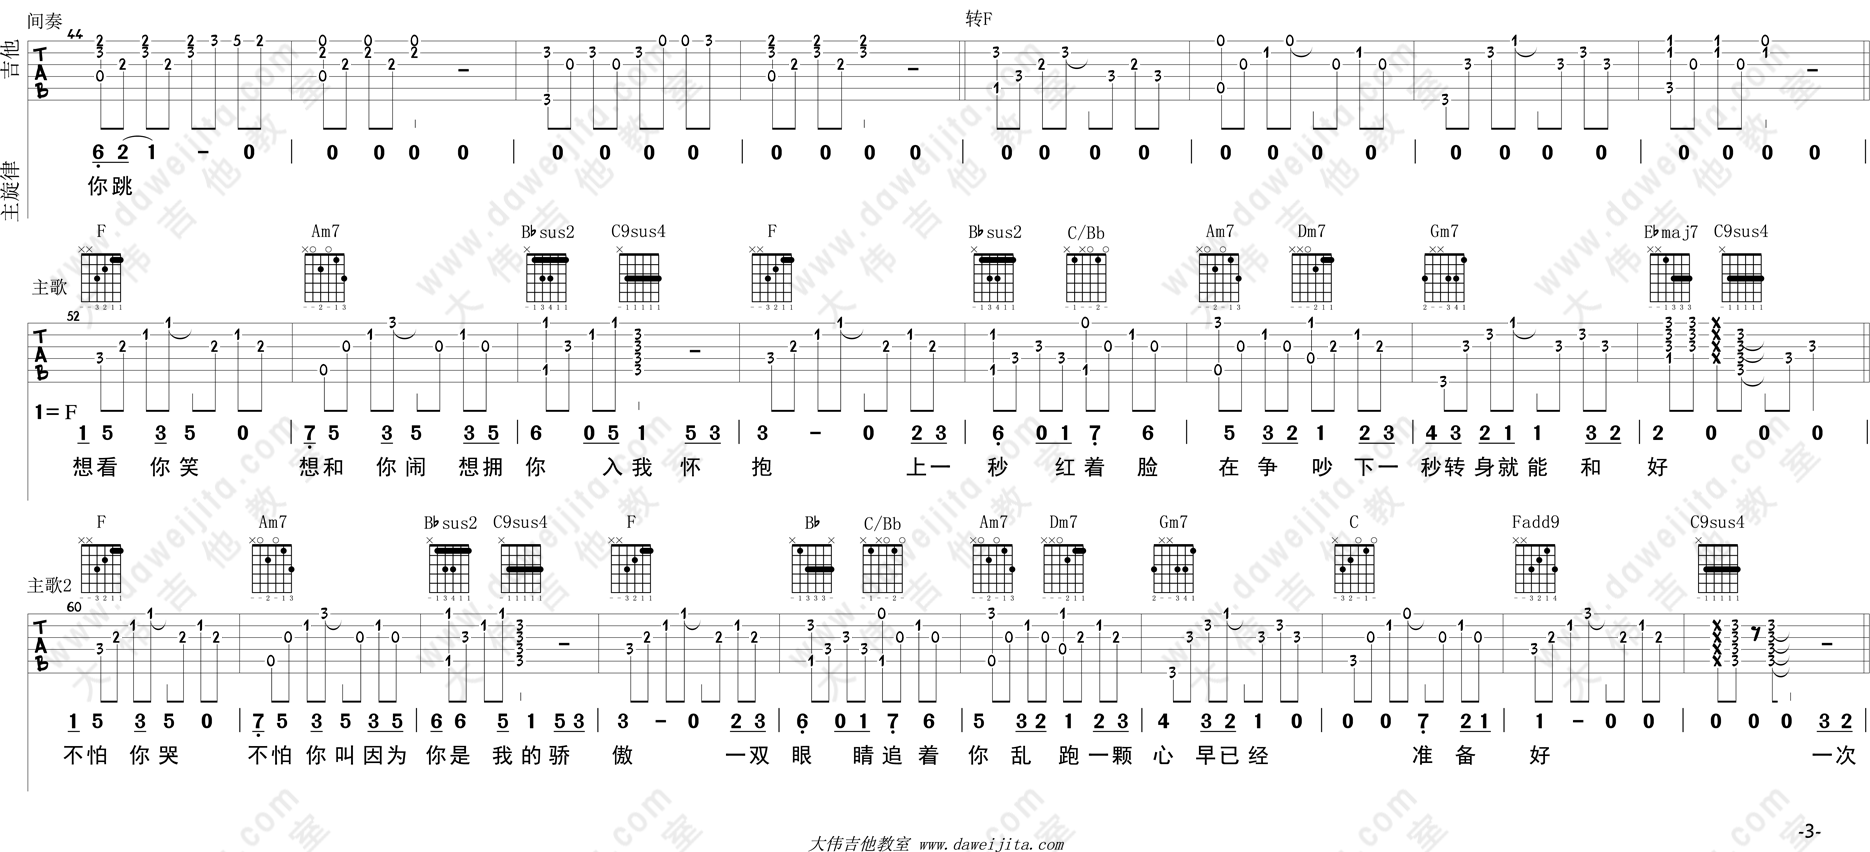 间奏 转F
44
吉他
T A B
主旋律
6 2 1 - 0 | 0 0 0 0 | 0 0 0 0 | 0 0 0 0 | 0 0 0 0 | 0 0 0 0 | 0 0 0 0 | 0 0 0 0 |
你跳
F Am7 B♭sus2 C9sus4 F B♭sus2 C/Bb Am7 Dm7 Gm7 E♭maj7 C9sus4
主歌
52
T A B
1=F
1 5 3 5 0 | 7 5 3 5 3 5 | 6 0 5 1 5 3 | 3 - 0 2 3 | 6 0 1 7 6 | 5 3 2 1 2 3 | 4 3 2 1 1 3 2 | 2 0 0 0 |
想看 你笑 想和 你闹 想拥 你 入我 怀 抱 上一 秒 红着 脸 在 争 吵 下一 秒转 身就 能 和 好
F Am7 B♭sus2 C9sus4 F B♭ C/Bb Am7 Dm7 Gm7 C Fadd9 C9sus4
主歌2
60
T A B
1 5 3 5 0 | 7 5 3 5 3 5 | 6 6 5 1 5 3 | 3 - 0 2 3 | 6 0 1 7 6 | 5 3 2 1 2 3 | 4 3 2 1 0 | 0 0 7 2 1 | 1 - 0 0 | 0 0 0 3 2 |
不怕 你哭 不怕 你叫 因为 你是 我的骄 傲 一双 眼 睛追着 你 乱 跑 一颗 心 早已经 准备 好 一次
-3-
大伟吉他教室 www.daweijita.com